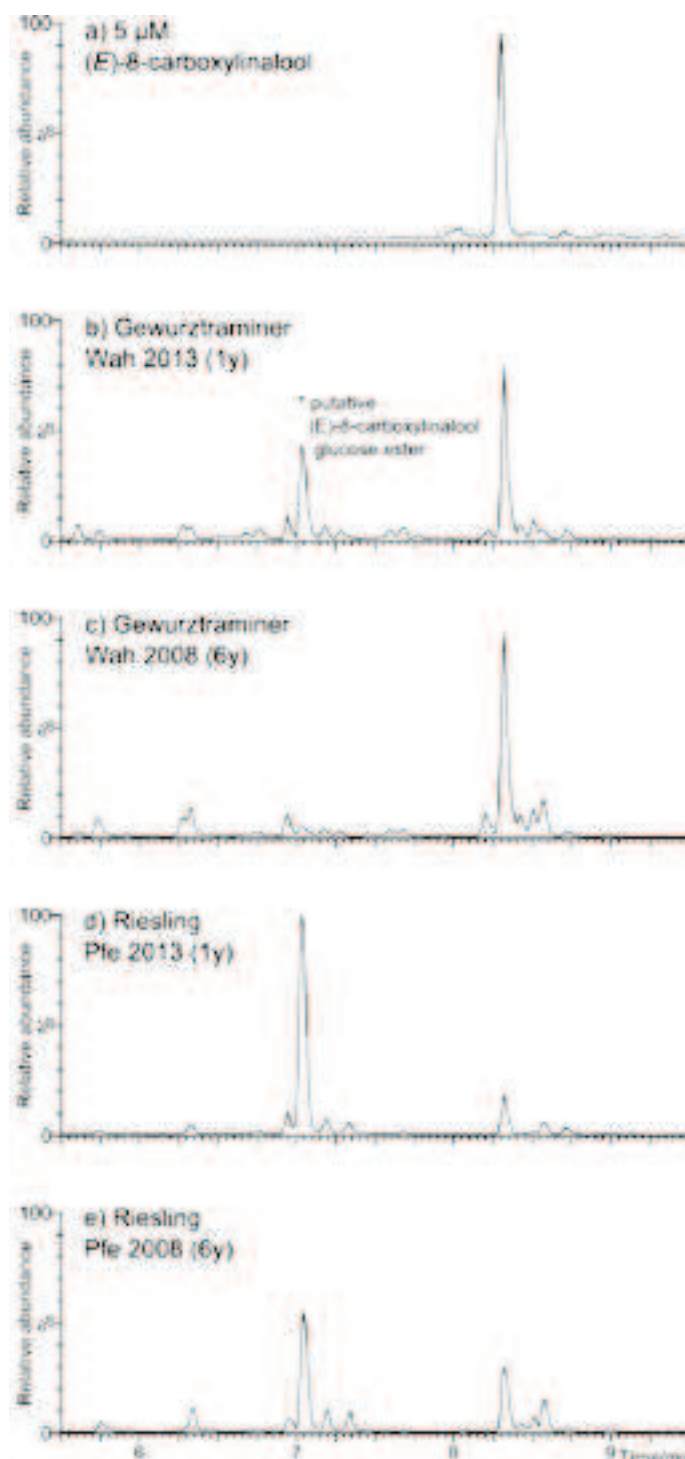 100
a) 5 µM
(E)-8-carboxylinalool
Relative abundance
0
100
b) Gewurztraminer
Wah 2013 (1y)
* putative
(E)-8-carboxylinalool
glucose ester
Relative abundance
0
100
c) Gewurztraminer
Wah 2008 (6y)
Relative abundance
0
100
d) Riesling
Pfe 2013 (1y)
Relative abundance
0
100
e) Riesling
Pfe 2008 (6y)
Relative abundance
0
6 7 8 9